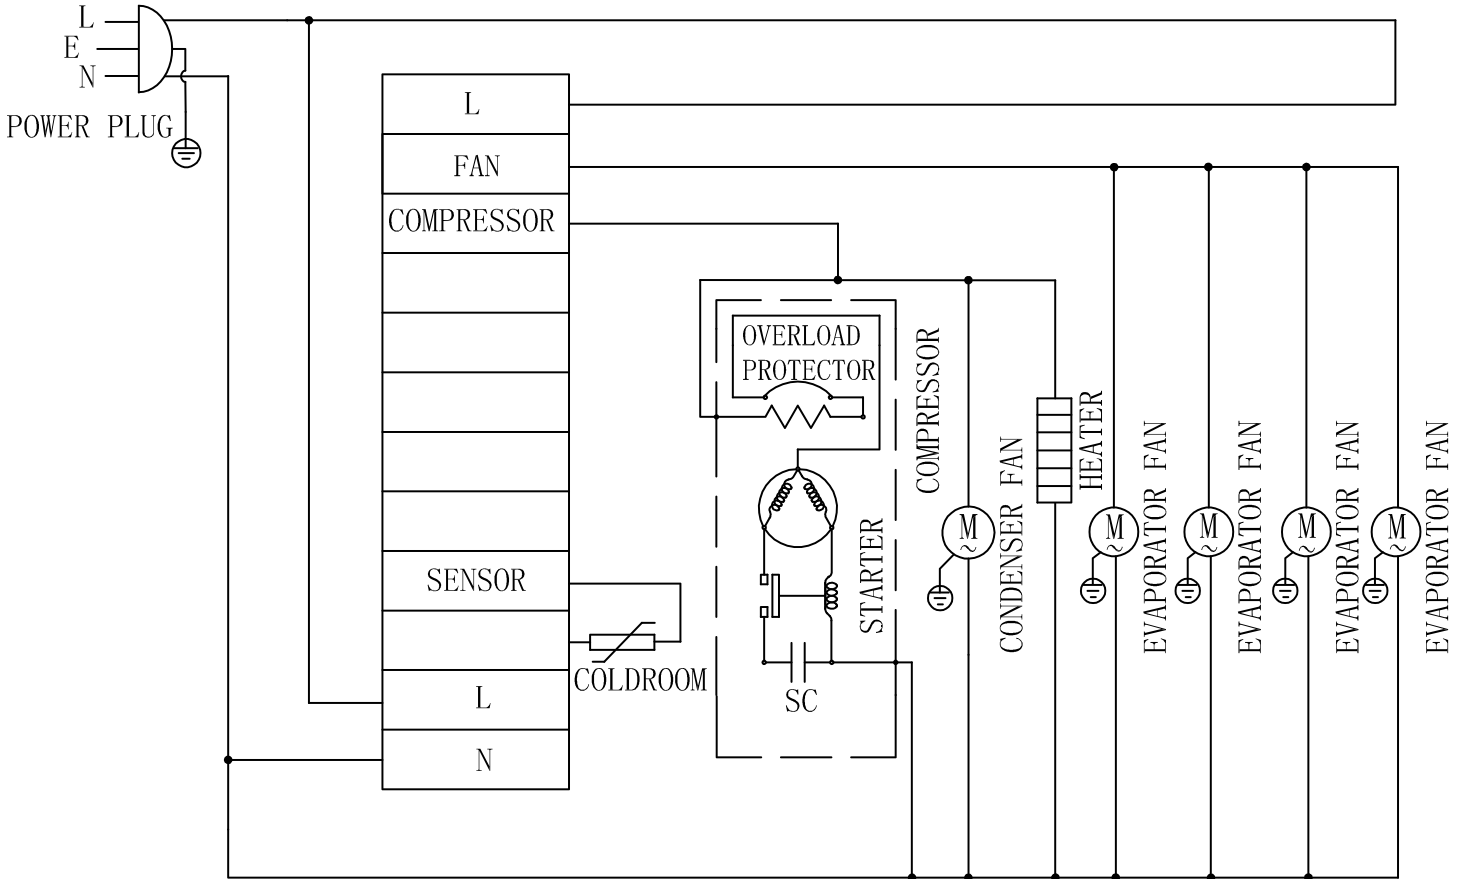 L
E
N
POWER PLUG
L
FAN
COMPRESSOR
SENSOR
L
N
COLDROOM
OVERLOAD
PROTECTOR
COMPRESSOR
STARTER
SC
M
~
CONDENSER FAN
HEATER
M
~
EVAPORATOR FAN
M
~
EVAPORATOR FAN
M
~
EVAPORATOR FAN
M
~
EVAPORATOR FAN